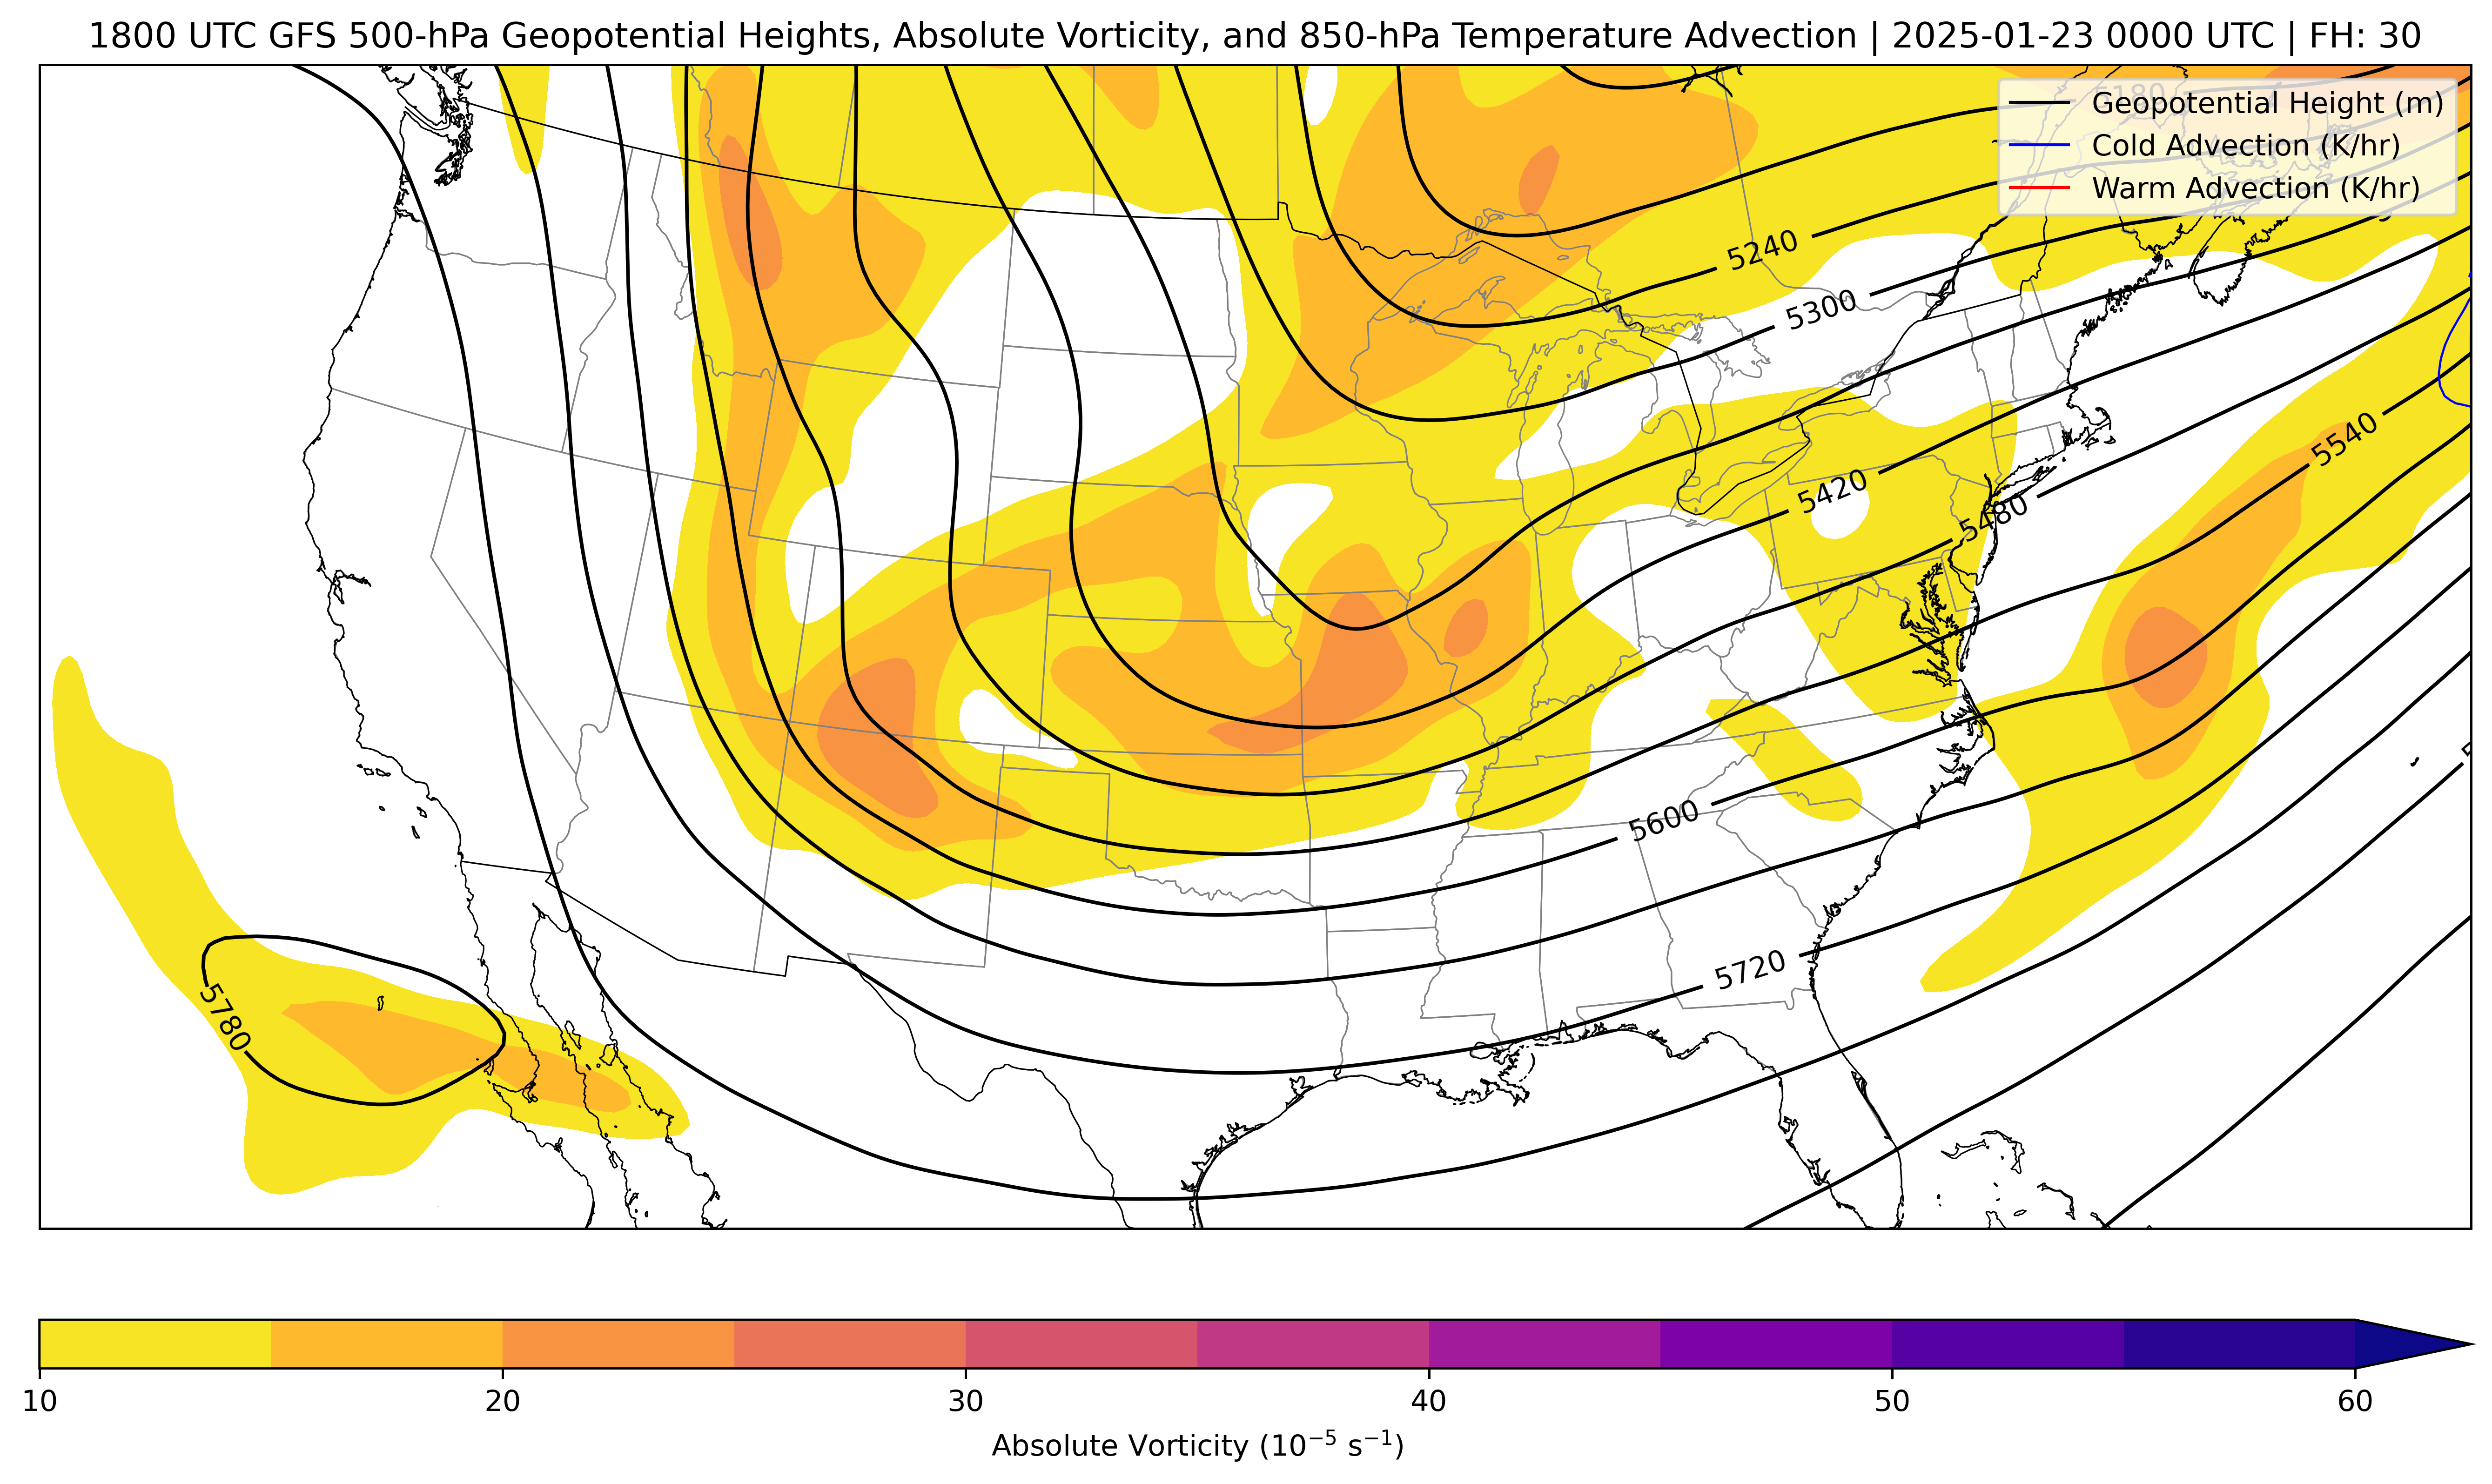 1800 UTC GFS 500-hPa Geopotential Heights, Absolute Vorticity, and 850-hPa Temperature Advection | 2025-01-23 0000 UTC | FH: 30
5180
Geopotential Height (m)
Cold Advection (K/hr)
Warm Advection (K/hr)
5240
5300
5540
5420
5480
5600
5720
5780
10 20 30 40 50 60
Absolute Vorticity (10⁻⁵ s⁻¹)